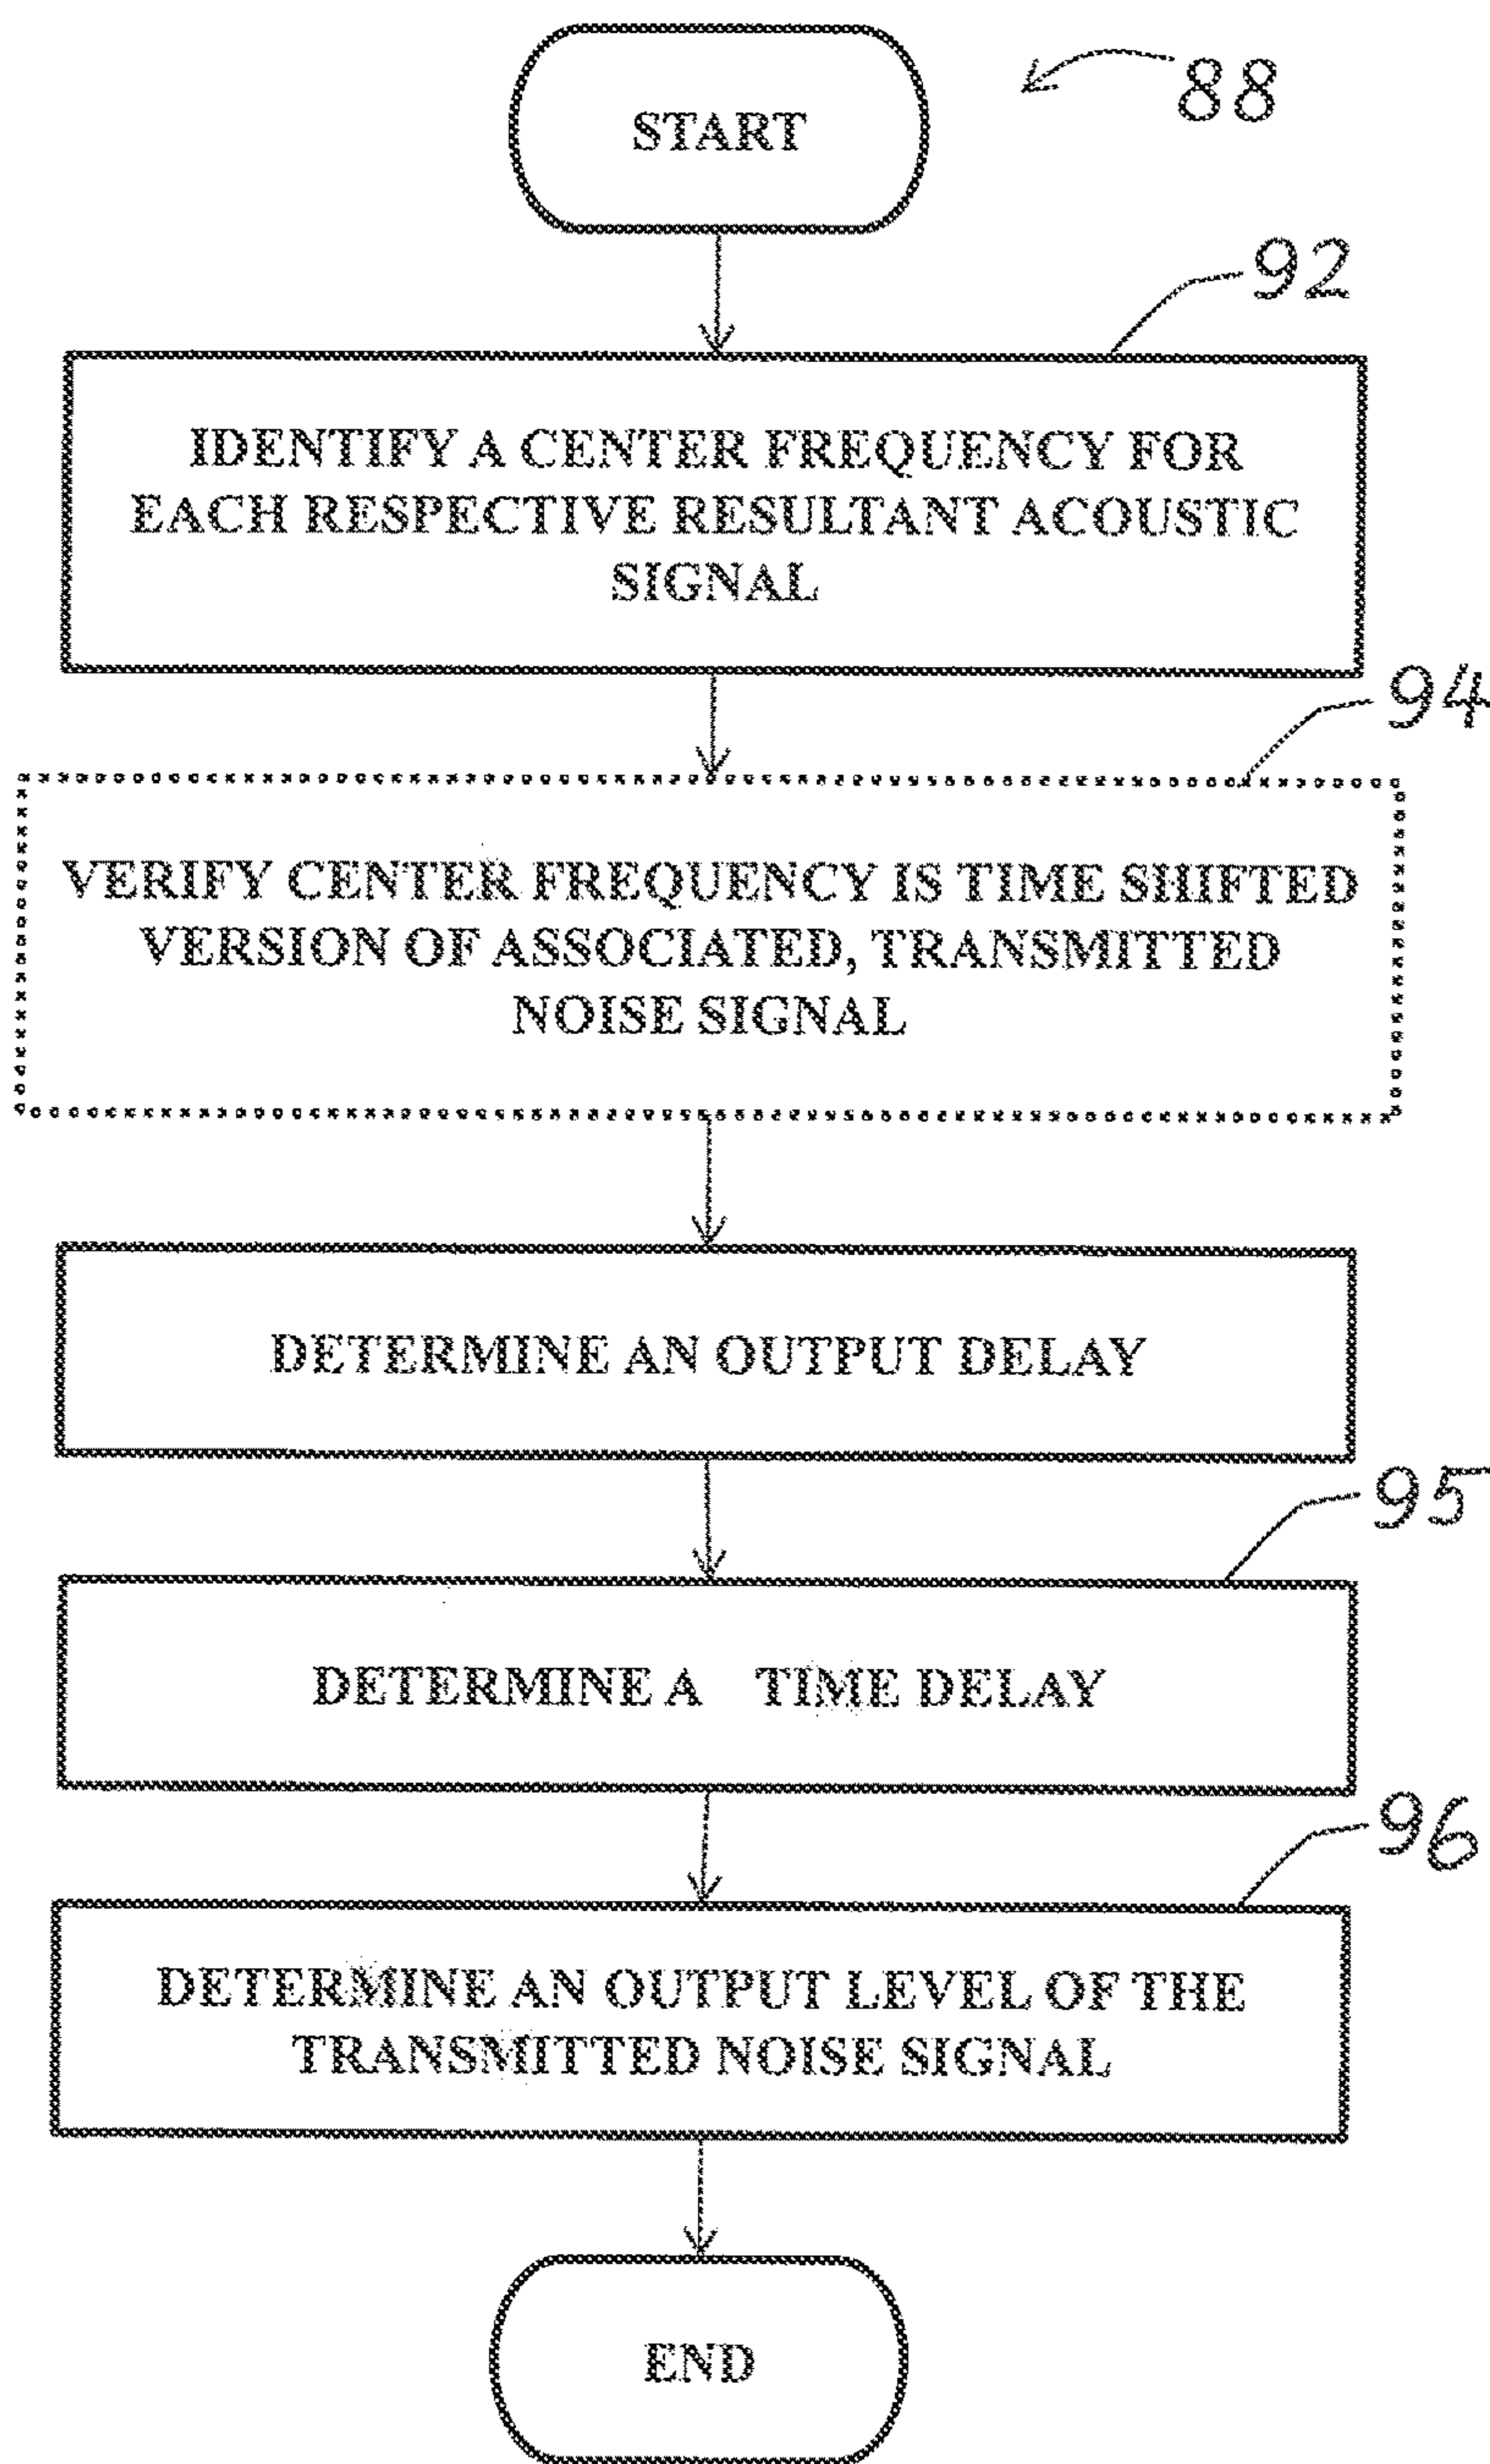 START
88
92
IDENTIFY A CENTER FREQUENCY FOR
EACH RESPECTIVE RESULTANT ACOUSTIC
SIGNAL
94
VERIFY CENTER FREQUENCY IS TIME SHIFTED
VERSION OF ASSOCIATED, TRANSMITTED
NOISE SIGNAL
DETERMINE AN OUTPUT DELAY
95
DETERMINE A TIME DELAY
96
DETERMINE AN OUTPUT LEVEL OF THE
TRANSMITTED NOISE SIGNAL
END